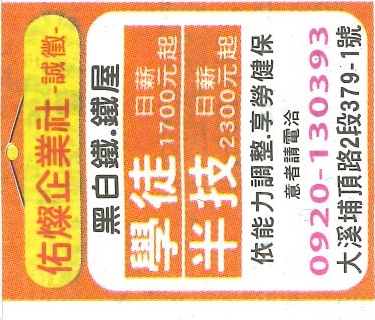 佑燦企業社-誠徵-
黑白鐵.鐵屋
學徒 日薪1700元起
半技 日薪2300元起
依能力調整.享勞健保
意者請電洽
0920-130393
大溪埔頂路2段379-1號